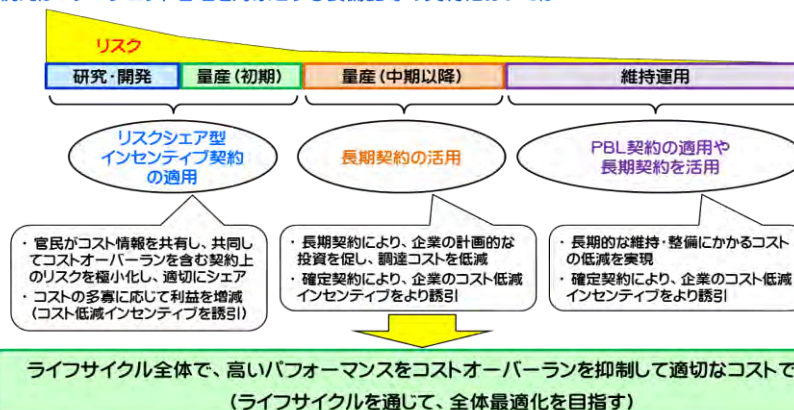 リスク
研究・開発
量産（初期）
量産（中期以降）
維持運用
リスクシェア型
インセンティブ契約
の適用
長期契約の活用
PBL契約の適用や
長期契約を活用
・ 官民がコスト情報を共有し、共同し
てコストオーバーランを含む契約上
のリスクを極小化し、適切にシェア
・ コストの多寡に応じて利益を増減
（コスト低減インセンティブを誘引）
・ 長期契約により、企業の計画的な
投資を促し、調達コストを低減
・ 確定契約により、企業のコスト低減
インセンティブをより誘引
・ 長期的な維持・整備にかかるコスト
の低減を実現
・ 確定契約により、企業のコスト低減
インセンティブをより誘引
ライフサイクル全体で、高いパフォーマンスをコストオーバーランを抑制して適切なコストで
（ライフサイクルを通じて、全体最適化を目指す）